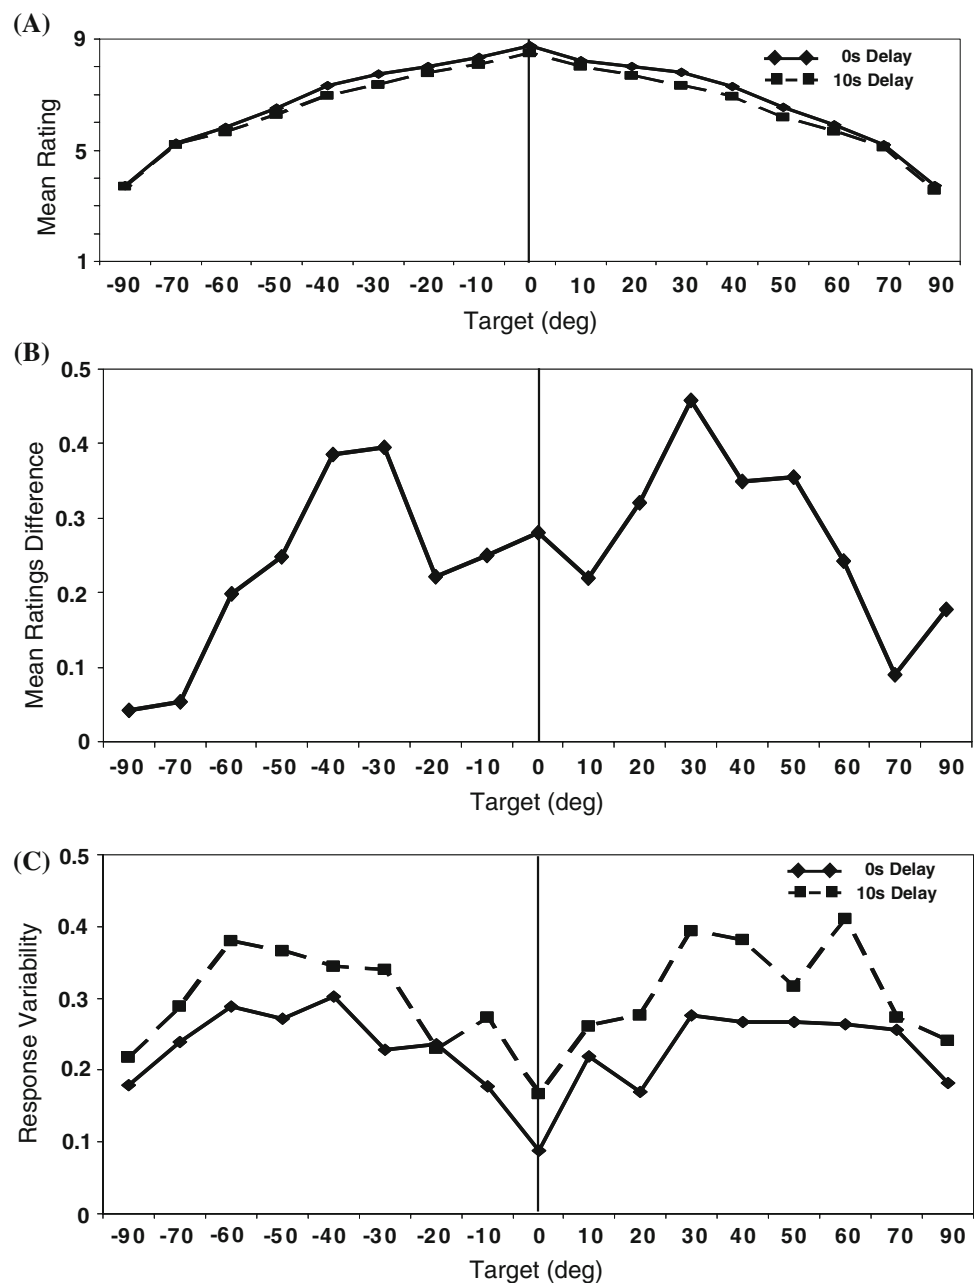 (A)
9
5
1
Mean Rating
0s Delay
10s Delay
-90 -70 -60 -50 -40 -30 -20 -10 0 10 20 30 40 50 60 70 90
Target (deg)
(B)
0.5
0.4
0.3
0.2
0.1
0
Mean Ratings Difference
-90 -70 -60 -50 -40 -30 -20 -10 0 10 20 30 40 50 60 70 90
Target (deg)
(C)
0.5
0.4
0.3
0.2
0.1
0
Response Variability
0s Delay
10s Delay
-90 -70 -60 -50 -40 -30 -20 -10 0 10 20 30 40 50 60 70 90
Target (deg)